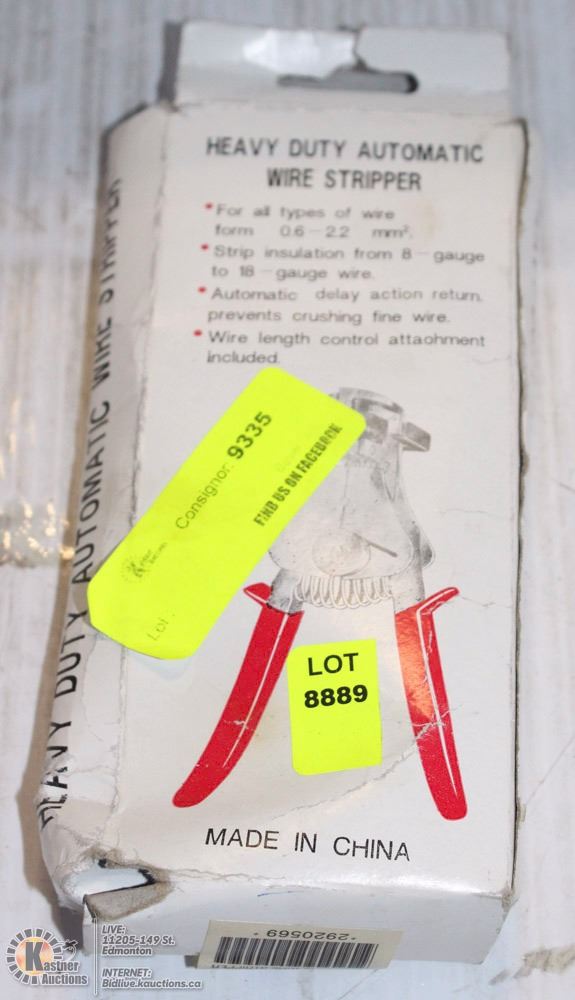 HEAVY DUTY AUTOMATIC
WIRE STRIPPER
* For all types of wire
form 0.6-2.2 mm².
* Strip insulation from 8-gauge
to 18-gauge wire.
* Automatic delay action return.
prevents crushing fine wire.
* Wire length control attaohment
included.
HEAVY DUTY AUTOMATIC WIRE STRIPPER
Consignor: 9335
FIND US ON FACEBOOK
Lot
LOT
8889
MADE IN CHINA
* 2920569 *
Kastner
Auctions
LIVE:
11205-149 St.
Edmonton
INTERNET:
Bidlive.kauctions.ca